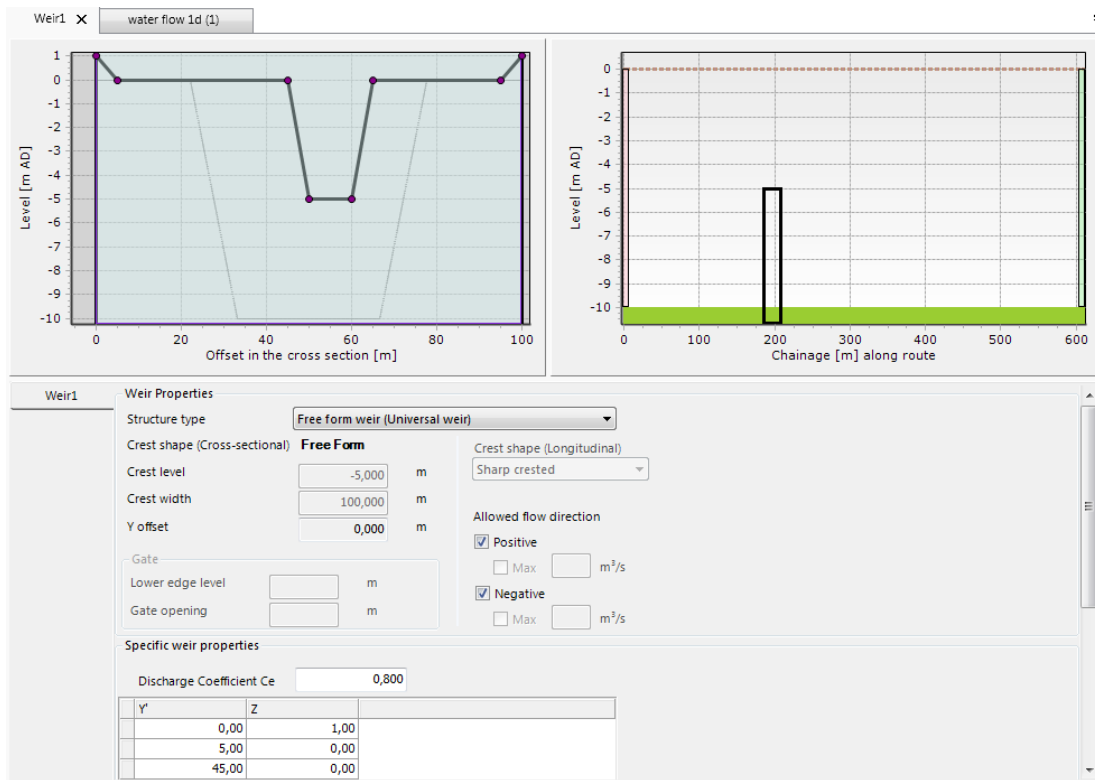 Weir1 water flow 1d (1)
1
0
-1
-2
-3
-4
-5
-6
-7
-8
-9
-10
Level [m AD]
0 20 40 60 80 100
Offset in the cross section [m]
0
-1
-2
-3
-4
-5
-6
-7
-8
-9
-10
Level [m AD]
0 100 200 300 400 500 600
Chainage [m] along route
Weir1
Weir Properties
Structure type Free form weir (Universal weir)
Crest shape (Cross-sectional) Free Form
Crest level -5,000 m
Crest width 100,000 m
Y offset 0,000 m
Gate
Lower edge level m
Gate opening m
Crest shape (Longitudinal)
Sharp crested
Allowed flow direction
Positive
Max m³/s
Negative
Max m³/s
Specific weir properties
Discharge Coefficient Ce 0,800
Y' Z
0,00 1,00
5,00 0,00
45,00 0,00